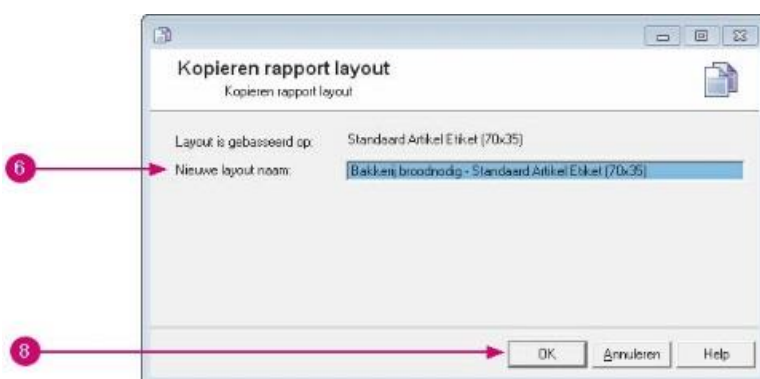 Kopieren rapport layout
Kopieren rapport layout
Layout is gebasseerd op: Standaard Artikel Etiket (70x35)
6 Nieuwe layout naam: Bakkerij broodnodig - Standaard Artikel Etiket (70x35)
8 OK Annuleren Help